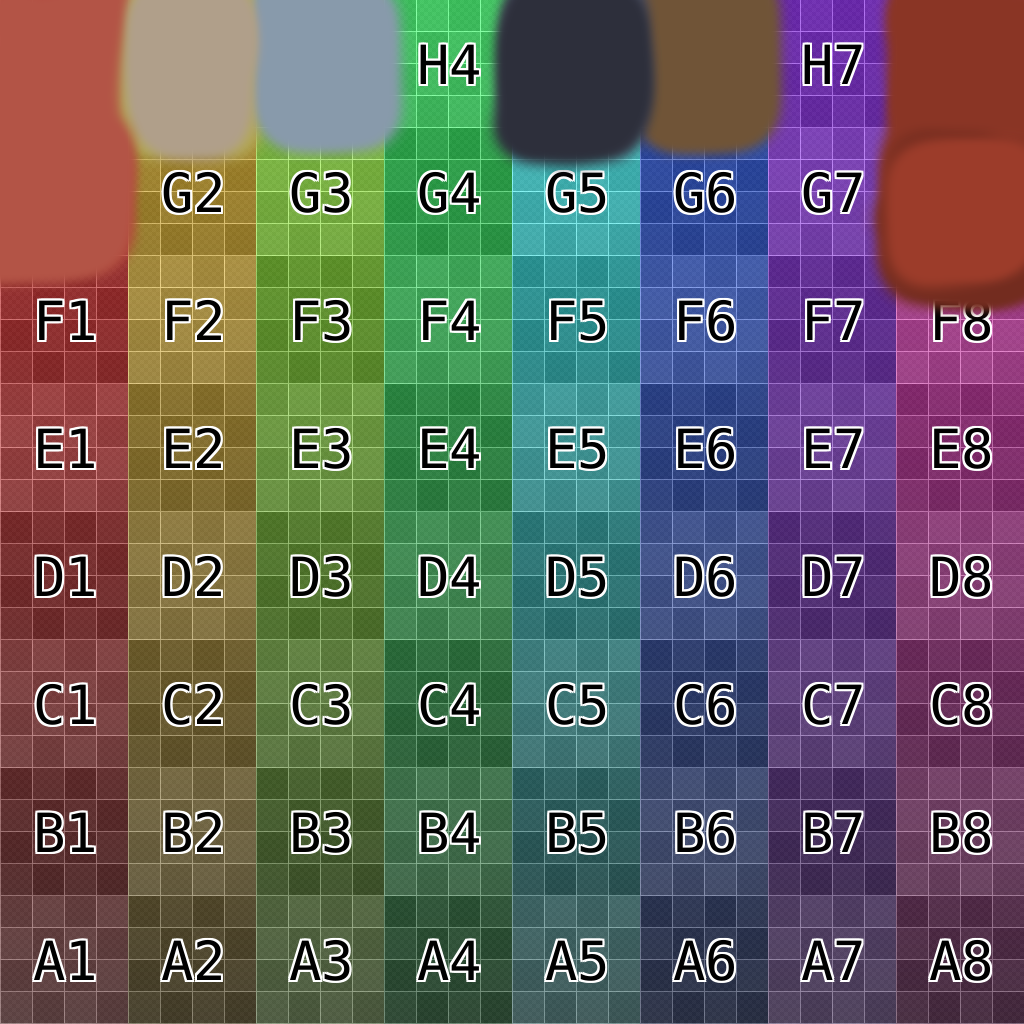 H4 H7
G2 G3 G4 G5 G6 G7
F1 F2 F3 F4 F5 F6 F7 F8
E1 E2 E3 E4 E5 E6 E7 E8
D1 D2 D3 D4 D5 D6 D7 D8
C1 C2 C3 C4 C5 C6 C7 C8
B1 B2 B3 B4 B5 B6 B7 B8
A1 A2 A3 A4 A5 A6 A7 A8